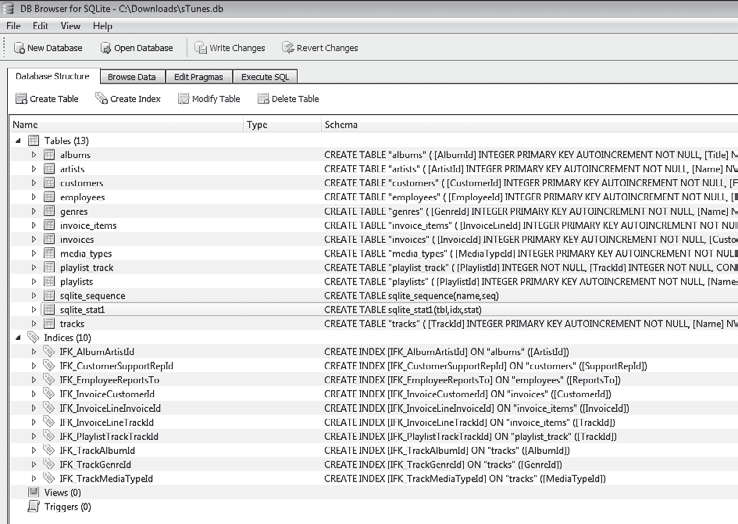 DB Browser for SQLite - C:\Downloads\sTunes.db
File Edit View Help
New Database Open Database Write Changes Revert Changes
Database Structure Browse Data Edit Pragmas Execute SQL
Create Table Create Index Modify Table Delete Table
Name Type Schema
Tables (13)
albums CREATE TABLE "albums" ( [AlbumId] INTEGER PRIMARY KEY AUTOINCREMENT NOT NULL, [Title]
artists CREATE TABLE "artists" ( [ArtistId] INTEGER PRIMARY KEY AUTOINCREMENT NOT NULL, [Name]
customers CREATE TABLE "customers" ( [CustomerId] INTEGER PRIMARY KEY AUTOINCREMENT NOT NULL,
employees CREATE TABLE "employees" ( [EmployeeId] INTEGER PRIMARY KEY AUTOINCREMENT NOT NULL,
genres CREATE TABLE "genres" ( [GenreId] INTEGER PRIMARY KEY AUTOINCREMENT NOT NULL, [Name]
invoice_items CREATE TABLE "invoice_items" ( [InvoiceLineId] INTEGER PRIMARY KEY AUTOINCREMENT NOT
invoices CREATE TABLE "invoices" ( [InvoiceId] INTEGER PRIMARY KEY AUTOINCREMENT NOT NULL, [Custo
media_types CREATE TABLE "media_types" ( [MediaTypeId] INTEGER PRIMARY KEY AUTOINCREMENT NOT
playlist_track CREATE TABLE "playlist_track" ( [PlaylistId] INTEGER NOT NULL, [TrackId] INTEGER NOT NULL, CON
playlists CREATE TABLE "playlists" ( [PlaylistId] INTEGER PRIMARY KEY AUTOINCREMENT NOT NULL, [Name
sqlite_sequence CREATE TABLE sqlite_sequence(name,seq)
sqlite_stat1 CREATE TABLE sqlite_stat1(tbl,idx,stat)
tracks CREATE TABLE "tracks" ( [TrackId] INTEGER PRIMARY KEY AUTOINCREMENT NOT NULL, [Name]
Indices (10)
IFK_AlbumArtistId CREATE INDEX [IFK_AlbumArtistId] ON "albums" ([ArtistId])
IFK_CustomerSupportRepId CREATE INDEX [IFK_CustomerSupportRepId] ON "customers" ([SupportRepId])
IFK_EmployeeReportsTo CREATE INDEX [IFK_EmployeeReportsTo] ON "employees" ([ReportsTo])
IFK_InvoiceCustomerId CREATE INDEX [IFK_InvoiceCustomerId] ON "invoices" ([CustomerId])
IFK_InvoiceLineInvoiceId CREATE INDEX [IFK_InvoiceLineInvoiceId] ON "invoice_items" ([InvoiceId])
IFK_InvoiceLineTrackId CREATE INDEX [IFK_InvoiceLineTrackId] ON "invoice_items" ([TrackId])
IFK_PlaylistTrackTrackId CREATE INDEX [IFK_PlaylistTrackTrackId] ON "playlist_track" ([TrackId])
IFK_TrackAlbumId CREATE INDEX [IFK_TrackAlbumId] ON "tracks" ([AlbumId])
IFK_TrackGenreId CREATE INDEX [IFK_TrackGenreId] ON "tracks" ([GenreId])
IFK_TrackMediaTypeId CREATE INDEX [IFK_TrackMediaTypeId] ON "tracks" ([MediaTypeId])
Views (0)
Triggers (0)